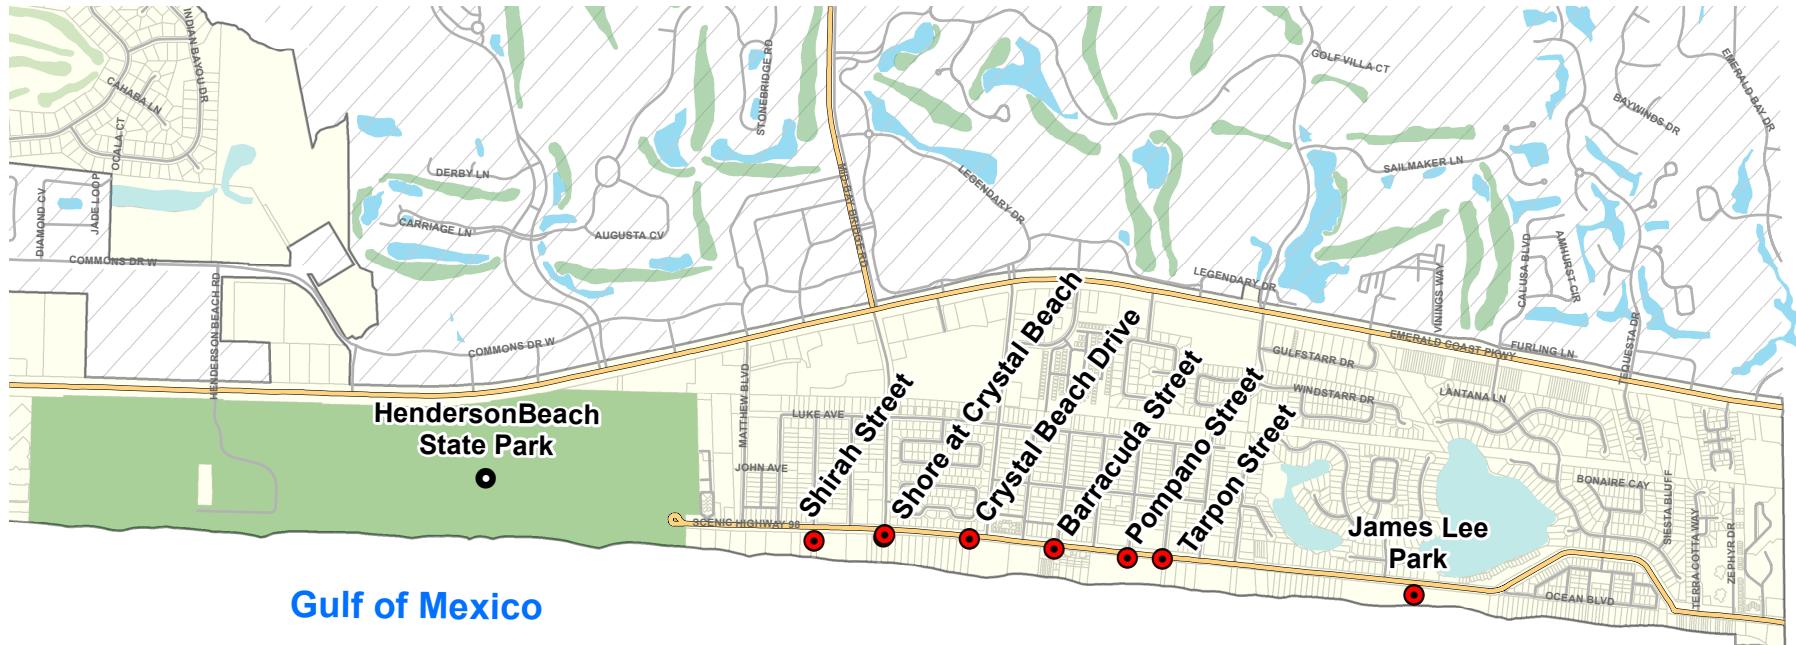 INDIAN BAYOU DR
CAHABA LN
OCALA CT
JADE LOOP
DIAMOND CV
COMMONS DR W
HENDERSON BEACH RD
DERBY LN
CARRIAGE LN
AUGUSTA CV
STONEBRIDGE RD
MID BAY BRIDGE RD
LEGENDARY DR
GOLF VILLA CT
EMERALD BAY DR
BAYWINDS DR
SAILMAKER LN
LEGENDARY DR
VININGS WAY
CALUSA BLVD
AMHURST CIR
TEQUESTA DR
EMERALD COAST PKWY
FURLING LN
COMMONS DR W
MATTHEW BLVD
LUKE AVE
JOHN AVE
SCENIC HIGHWAY 98
GULFSTARR DR
WINDSTARR DR
LANTANA LN
BONAIRE CAY
SIESTA BLUFF
TERRA COTTA WAY
ZEPHYR DR
OCEAN BLVD
HendersonBeach
State Park
Shirah Street
Shore at Crystal Beach
Crystal Beach Drive
Barracuda Street
Pompano Street
Tarpon Street
James Lee
Park
Gulf of Mexico